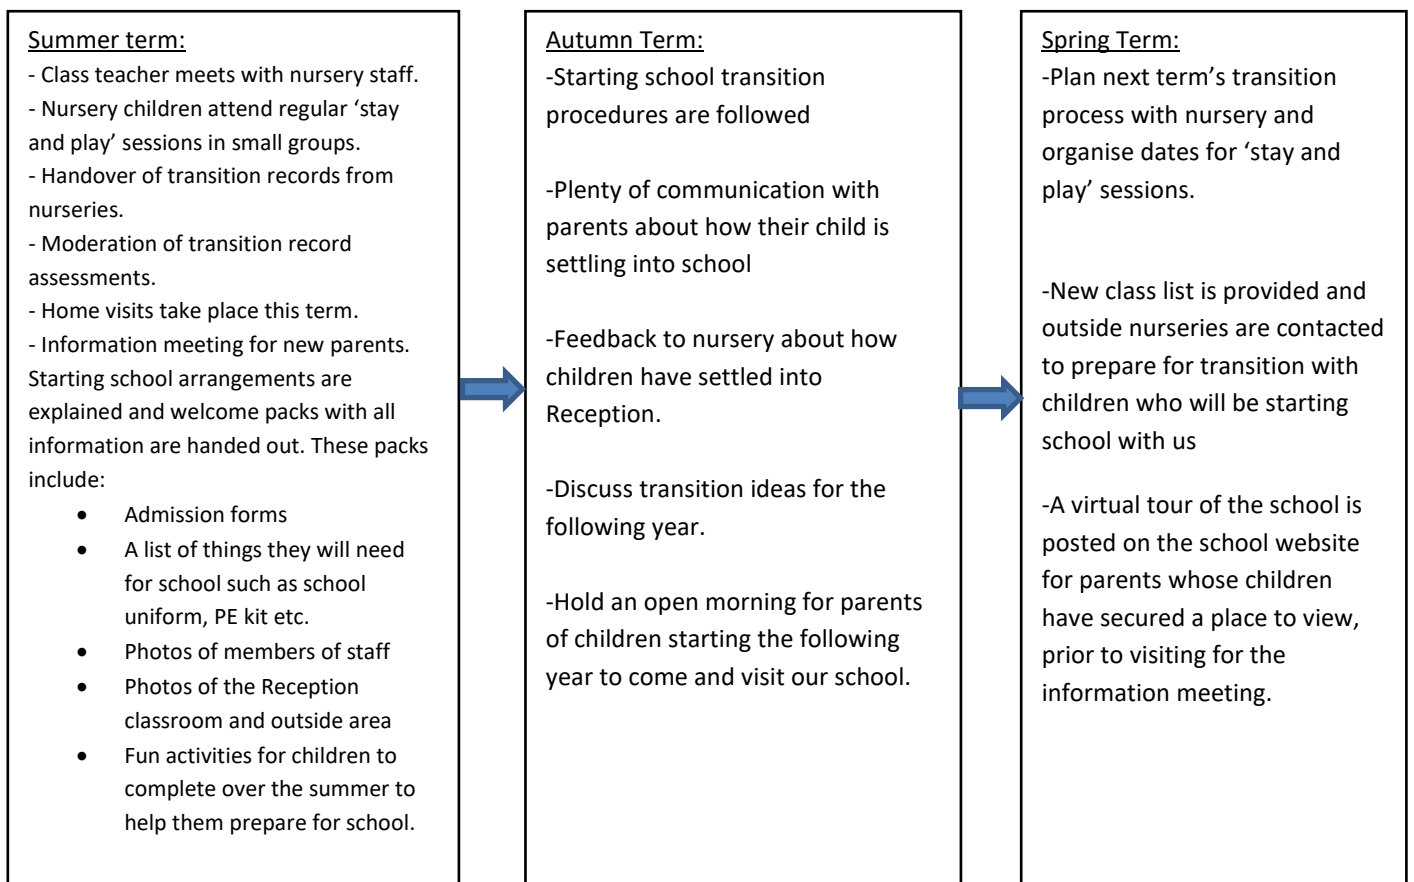 Summer term:
- Class teacher meets with nursery staff.
- Nursery children attend regular ‘stay
and play’ sessions in small groups.
- Handover of transition records from
nurseries.
- Moderation of transition record
assessments.
- Home visits take place this term.
- Information meeting for new parents.
Starting school arrangements are
explained and welcome packs with all
information are handed out. These packs
include:
• Admission forms
• A list of things they will need
for school such as school
uniform, PE kit etc.
• Photos of members of staff
• Photos of the Reception
classroom and outside area
• Fun activities for children to
complete over the summer to
help them prepare for school.
Autumn Term:
-Starting school transition
procedures are followed
-Plenty of communication with
parents about how their child is
settling into school
-Feedback to nursery about how
children have settled into
Reception.
-Discuss transition ideas for the
following year.
-Hold an open morning for parents
of children starting the following
year to come and visit our school.
Spring Term:
-Plan next term’s transition
process with nursery and
organise dates for ‘stay and
play’ sessions.
-New class list is provided and
outside nurseries are contacted
to prepare for transition with
children who will be starting
school with us
-A virtual tour of the school is
posted on the school website
for parents whose children
have secured a place to view,
prior to visiting for the
information meeting.